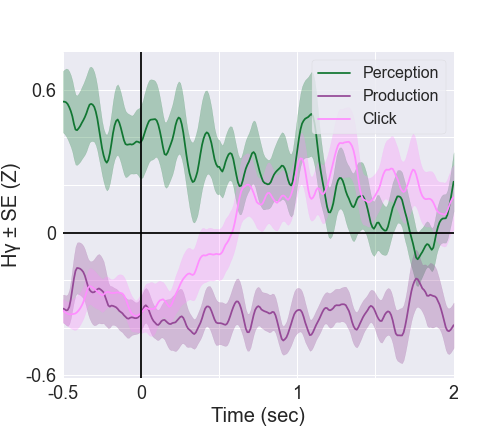 Perception
Production
Click
Hγ ± SE (Z)
0.6
0
-0.6
-0.5
0
1
2
Time (sec)